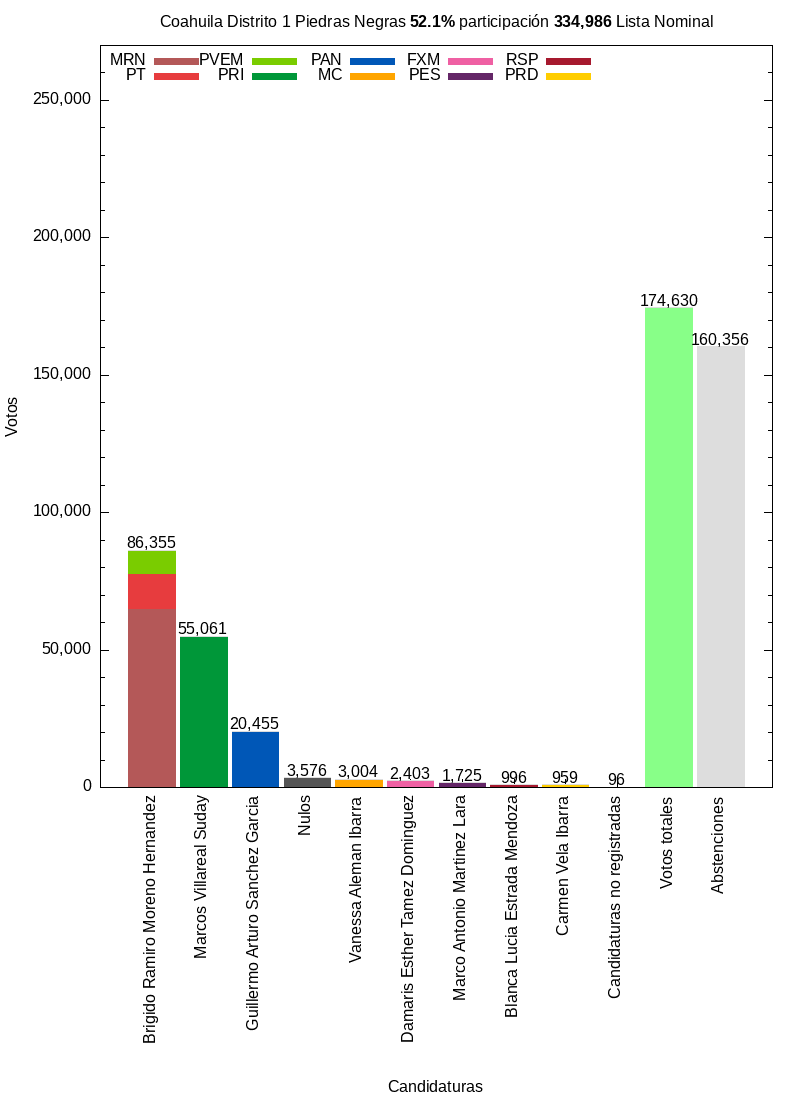 Coahuila Distrito 1 Piedras Negras 52.1% participación 334,986 Lista Nominal
MRN PVEM PAN FXM RSP
PT PRI MC PES PRD
250,000
200,000
150,000
100,000
50,000
0
Votos
86,355
55,061
20,455
3,576
3,004
2,403
1,725
996
959
96
174,630
160,356
Brigido Ramiro Moreno Hernandez
Marcos Villareal Suday
Guillermo Arturo Sanchez Garcia
Nulos
Vanessa Aleman Ibarra
Damaris Esther Tamez Dominguez
Marco Antonio Martinez Lara
Blanca Lucia Estrada Mendoza
Carmen Vela Ibarra
Candidaturas no registradas
Votos totales
Abstenciones
Candidaturas